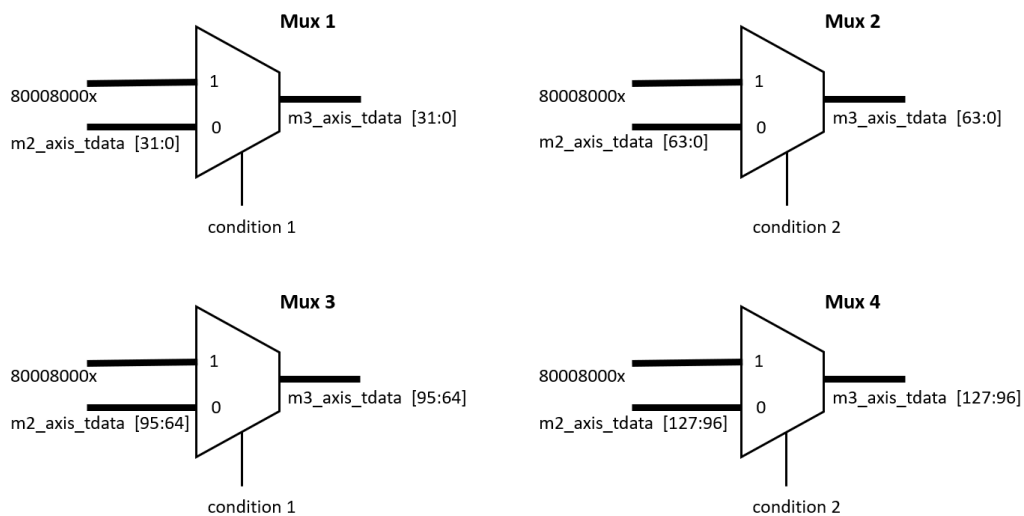 Mux 1
80008000x
1
m3_axis_tdata [31:0]
0
m2_axis_tdata [31:0]
condition 1
Mux 2
80008000x
1
m3_axis_tdata [63:0]
0
m2_axis_tdata [63:0]
condition 2
Mux 3
80008000x
1
m3_axis_tdata [95:64]
0
m2_axis_tdata [95:64]
condition 1
Mux 4
80008000x
1
m3_axis_tdata [127:96]
0
m2_axis_tdata [127:96]
condition 2